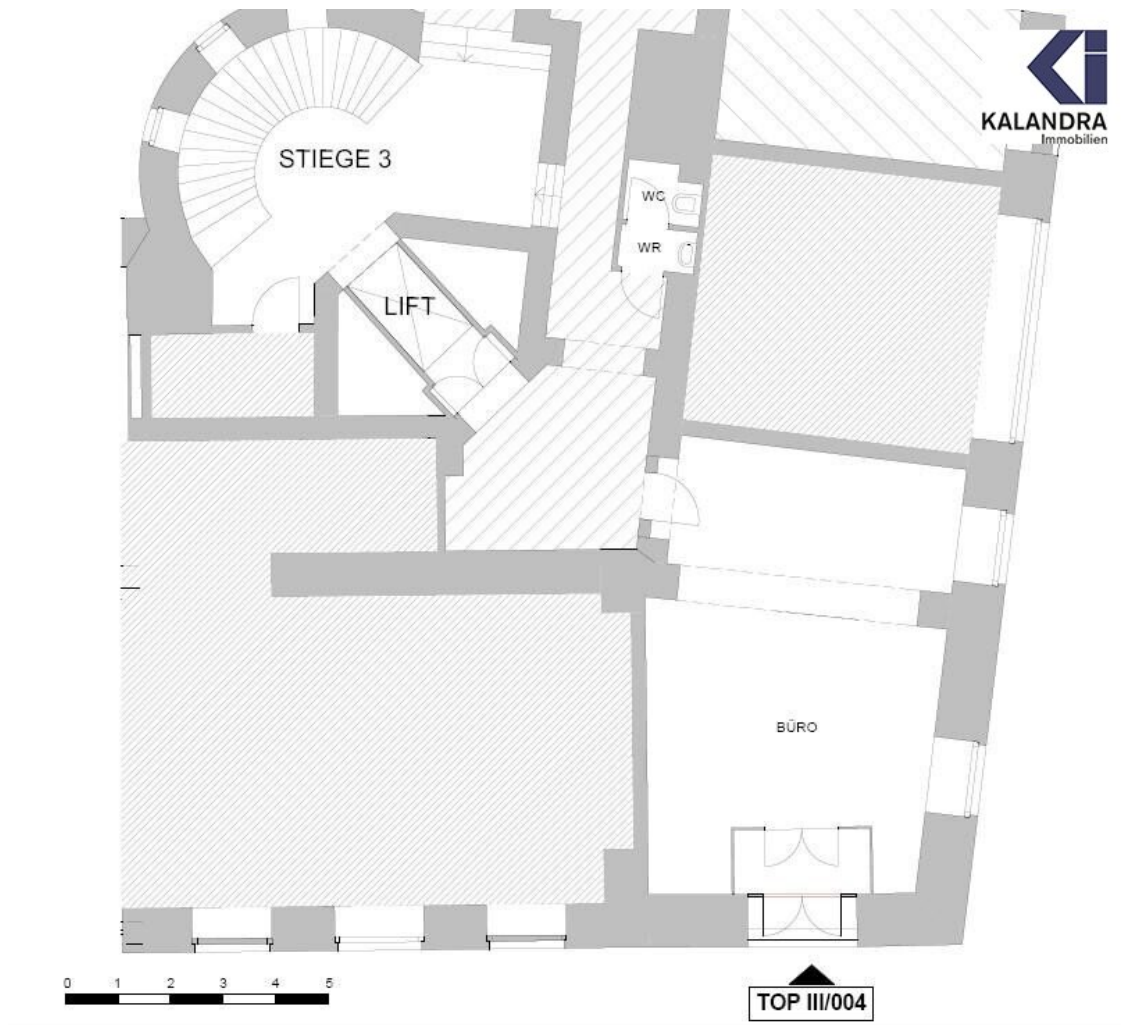 KALANDRA
Immobilien
STIEGE 3
WC
WR
LIFT
BÜRO
0 1 2 3 4 5
TOP III/004